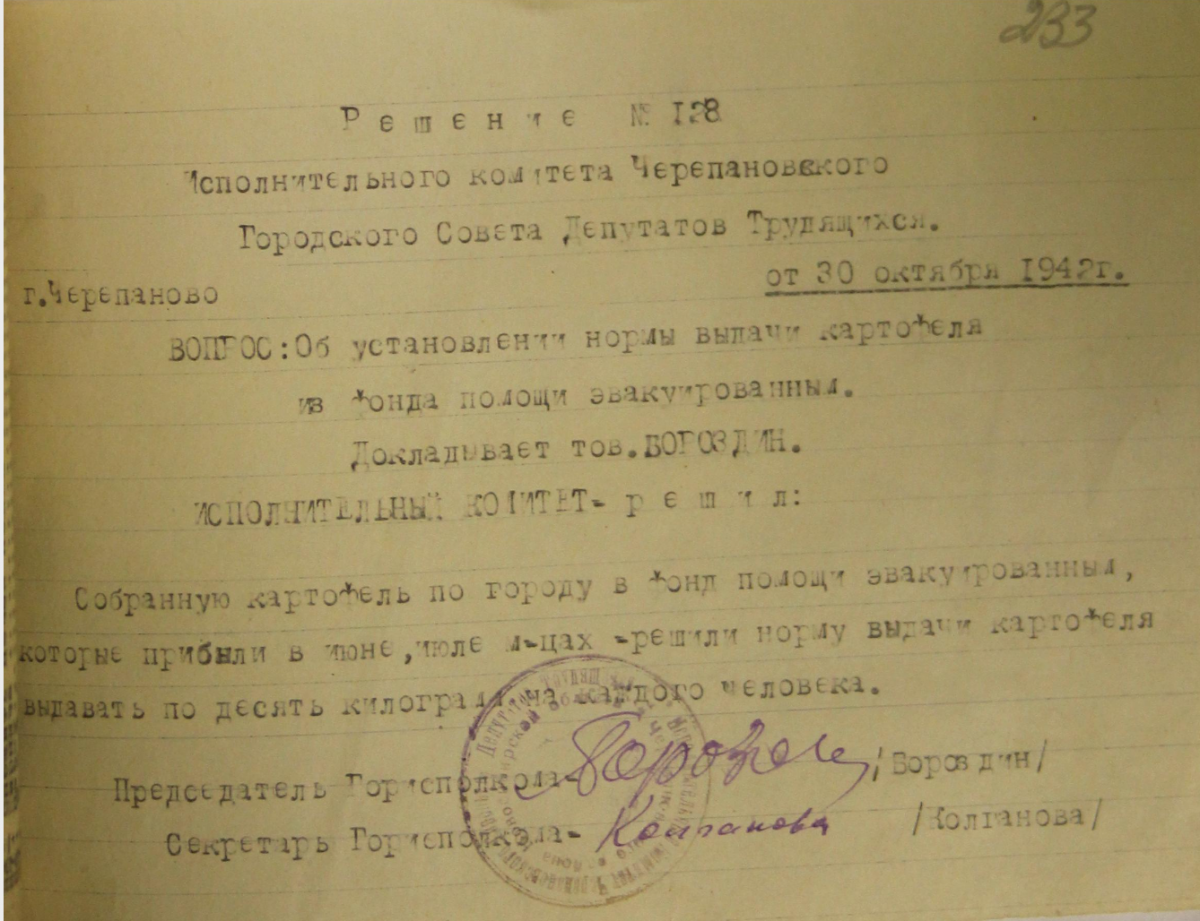 233
Решение № 128
Исполнительного комитета Черепановского
Городского Совета Депутатов Трудящихся.
г.Черепаново
от 30 октября 1942г.
ВОПРОС:Об установлении нормы выдачи картофеля
из фонда помощи эвакуированным.
Докладывает тов.БОРОЗДИН.
ИСПОЛНИТЕЛЬНЫЙ КОМИТЕТ- решил:
Собранную картофель по городу в фонд помощи эвакуированным,
которые прибыли в июне,июле м-цах -решили норму выдачи картофеля
выдавать по десять килограмм на каждого человека.
Председатель Горисполкома- /Бороздин/
Секретарь Горисполкома- Колганова /Колганова/